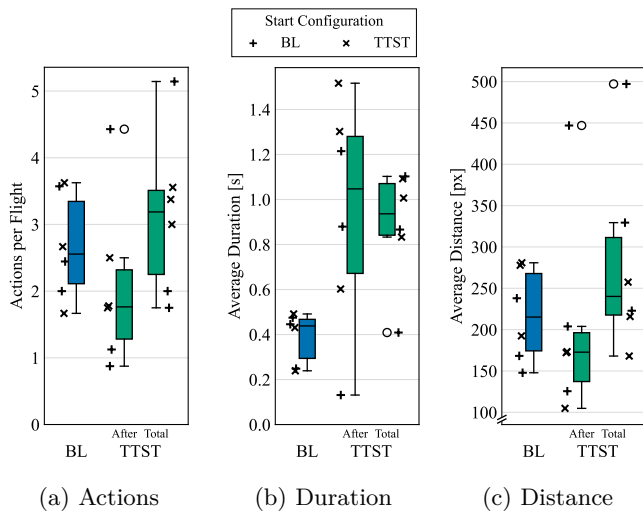 Start Configuration
BL TTST
Actions per Flight
5
4
3
2
1
0
After Total
BL TTST
Average Duration [s]
1.4
1.2
1.0
0.8
0.6
0.4
0.2
0.0
After Total
BL TTST
Average Distance [px]
500
450
400
350
300
250
200
150
100
After Total
BL TTST
(a) Actions (b) Duration (c) Distance